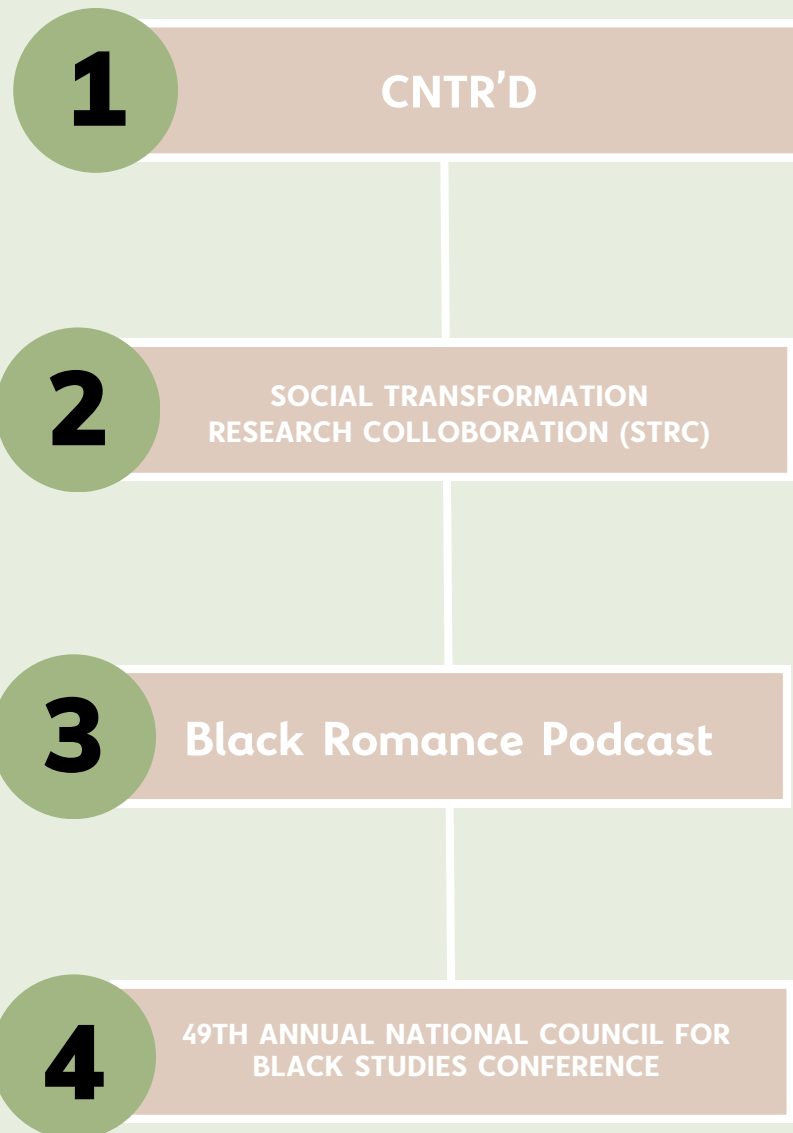 1
CNTR’D
2
SOCIAL TRANSFORMATION
RESEARCH COLLOBORATION (STRC)
3
Black Romance Podcast
4
49TH ANNUAL NATIONAL COUNCIL FOR
BLACK STUDIES CONFERENCE